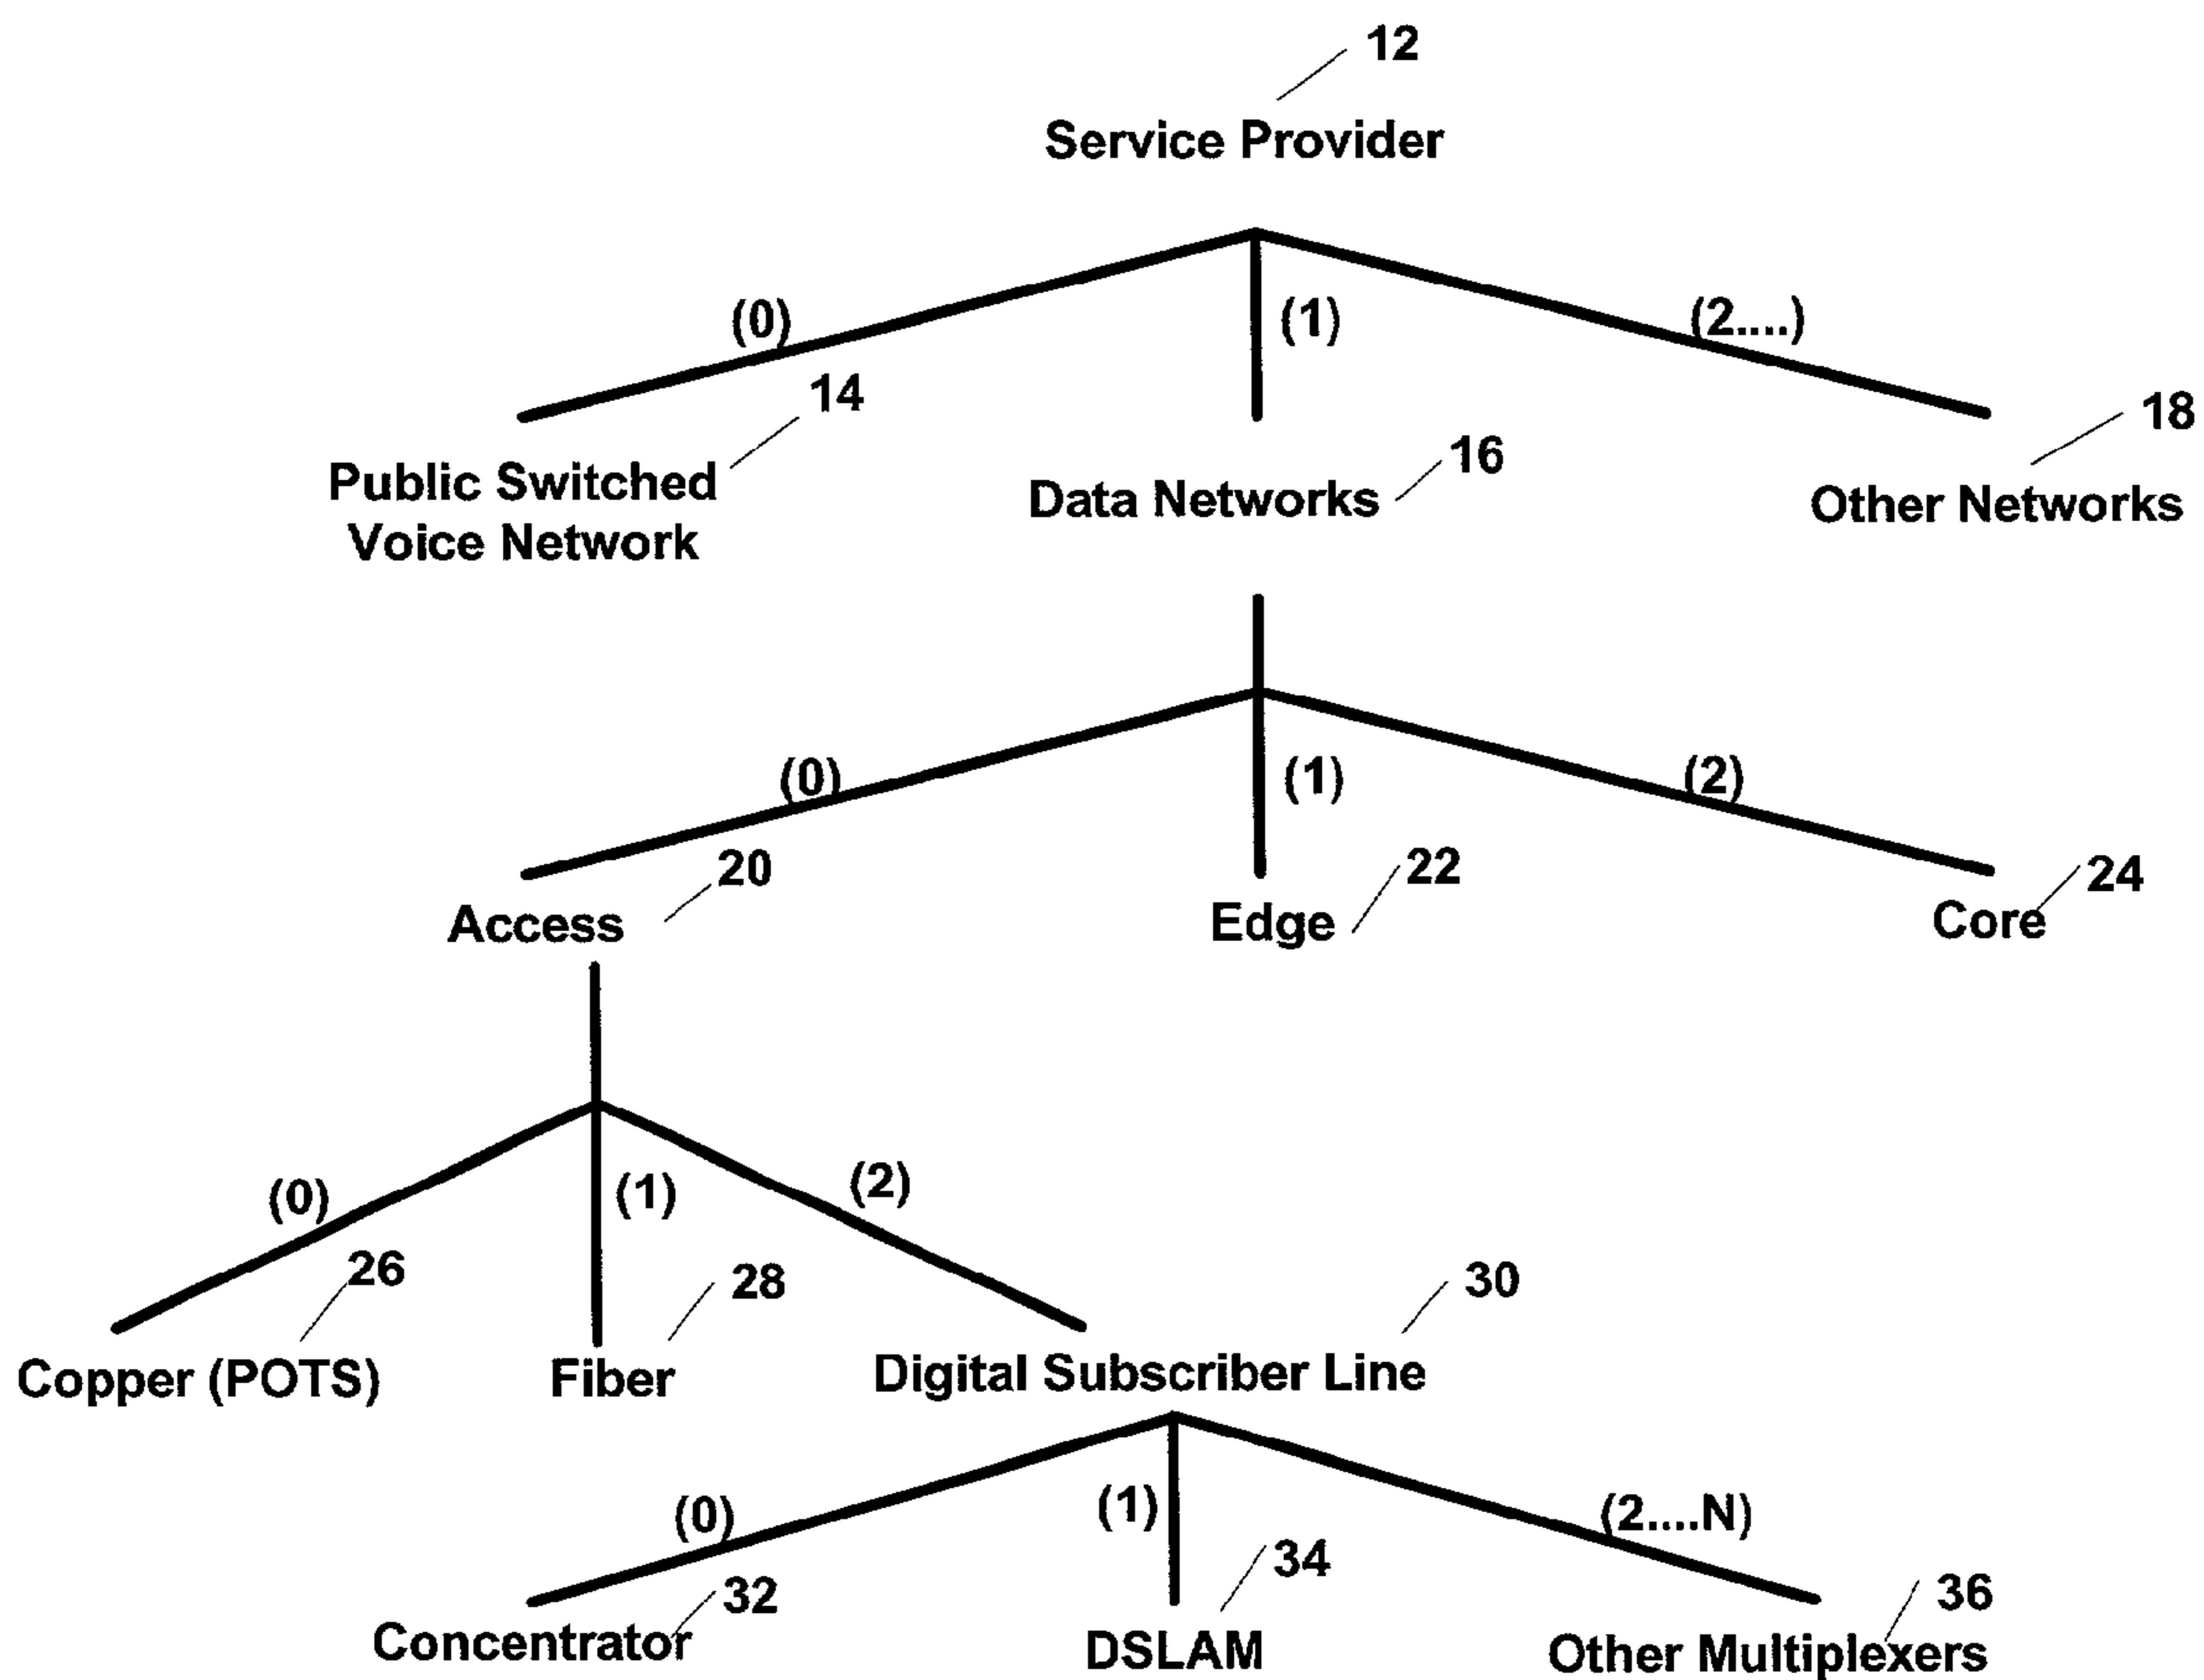 12
Service Provider
(0)
(1)
(2....)
14
18
Public Switched
Voice Network
16
Data Networks
Other Networks
(0)
(1)
(2)
20
22
24
Access
Edge
Core
(0)
(1)
(2)
26
28
30
Copper (POTS)
Fiber
Digital Subscriber Line
(0)
(1)
(2....N)
32
34
36
Concentrator
DSLAM
Other Multiplexers